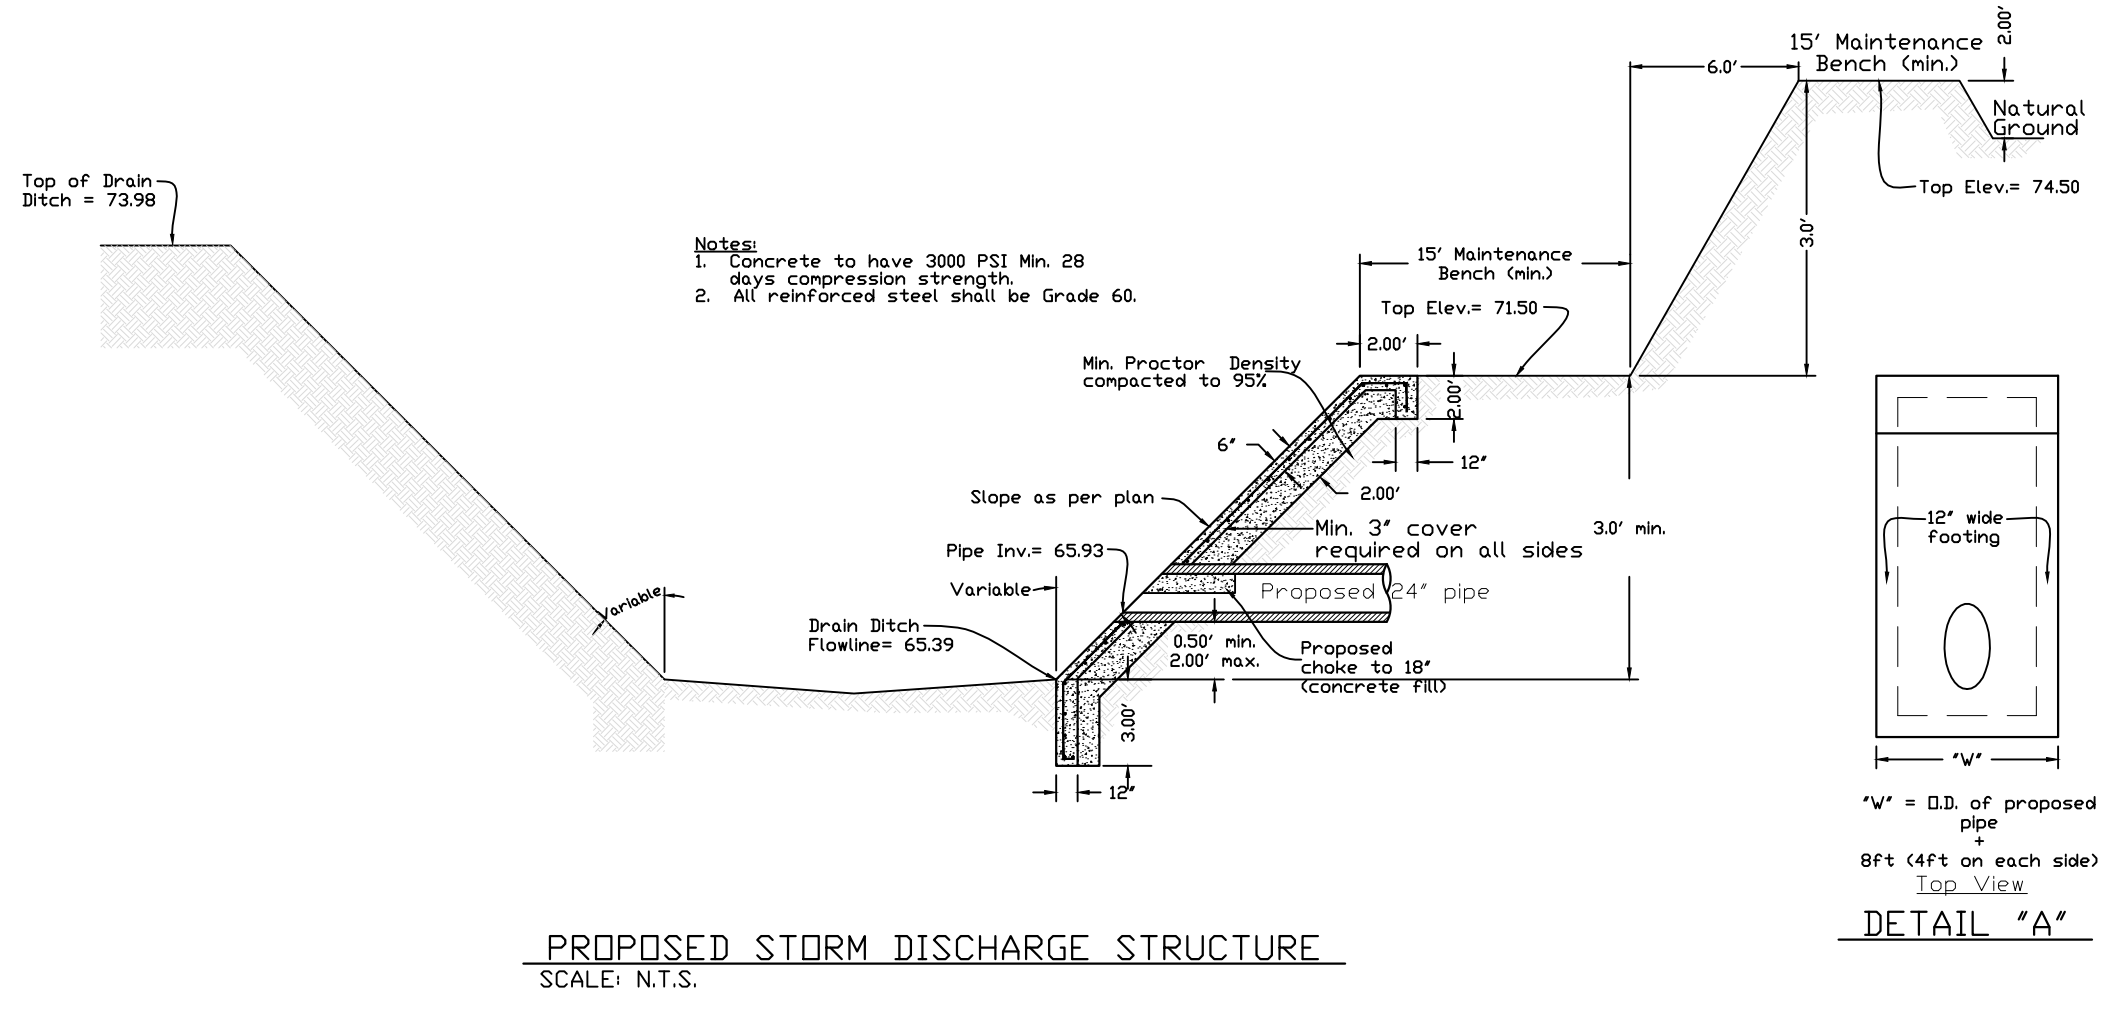 15' Maintenance
Bench (min.)
2.00'
6.0'
Natural
Ground
Top Elev.= 74.50
3.0'
Top of Drain
Ditch = 73.98
Notes:
1. Concrete to have 3000 PSI Min. 28
days compression strength.
2. All reinforced steel shall be Grade 60.
15' Maintenance
Bench (min.)
Top Elev.= 71.50
2.00'
Min. Proctor Density
compacted to 95%
2.00'
6"
12"
2.00'
Slope as per plan
Min. 3" cover
required on all sides
3.0' min.
Pipe Inv.= 65.93
Variable
Proposed 24" pipe
Variable
Drain Ditch
Flowline= 65.39
0.50' min.
2.00' max.
Proposed
choke to 18"
(concrete fill)
3.00'
12"
12" wide
footing
"W"
"W" = O.D. of proposed
pipe
+
8ft (4ft on each side)
Top View
DETAIL "A"
PROPOSED STORM DISCHARGE STRUCTURE
SCALE: N.T.S.